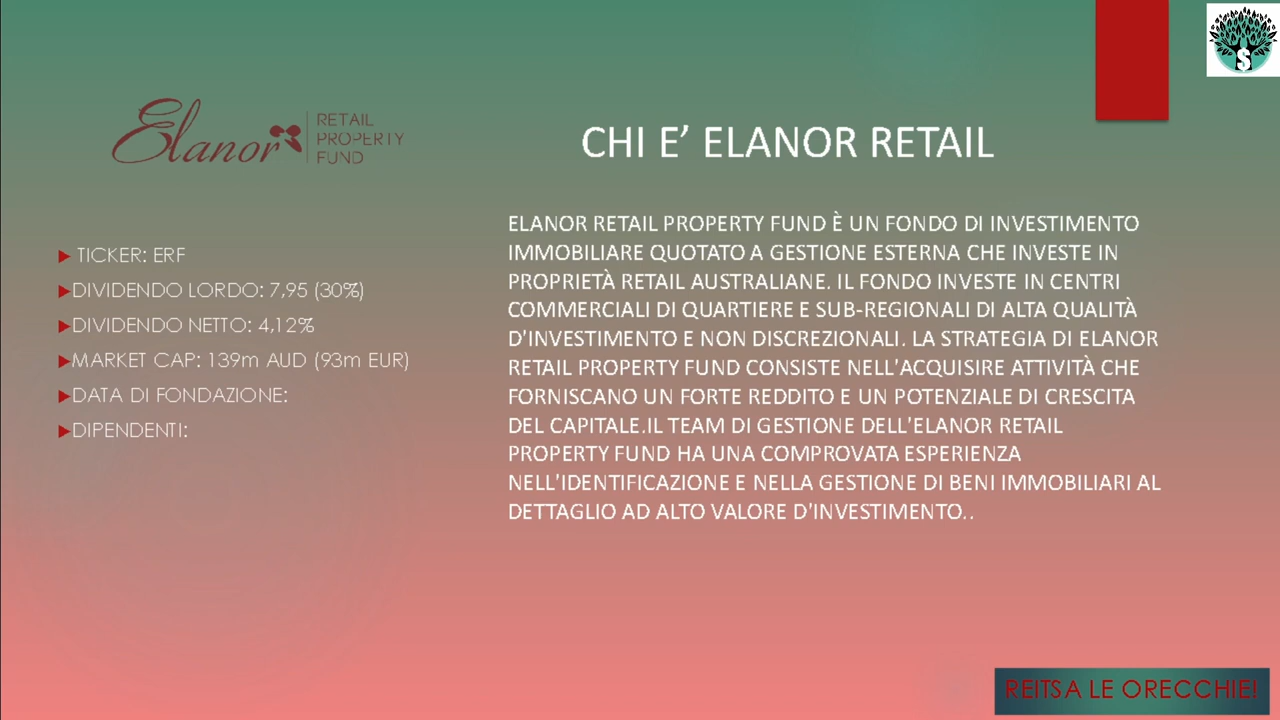 Elanor
RETAIL
PROPERTY
FUND
CHI E’ ELANOR RETAIL
TICKER: ERF
DIVIDENDO LORDO: 7,95 (30%)
DIVIDENDO NETTO: 4,12%
MARKET CAP: 139m AUD (93m EUR)
DATA DI FONDAZIONE:
DIPENDENTI:
ELANOR RETAIL PROPERTY FUND È UN FONDO DI INVESTIMENTO
IMMOBILIARE QUOTATO A GESTIONE ESTERNA CHE INVESTE IN
PROPRIETÀ RETAIL AUSTRALIANE. IL FONDO INVESTE IN CENTRI
COMMERCIALI DI QUARTIERE E SUB-REGIONALI DI ALTA QUALITÀ
D'INVESTIMENTO E NON DISCREZIONALI. LA STRATEGIA DI ELANOR
RETAIL PROPERTY FUND CONSISTE NELL'ACQUISIRE ATTIVITÀ CHE
FORNISCANO UN FORTE REDDITO E UN POTENZIALE DI CRESCITA
DEL CAPITALE.IL TEAM DI GESTIONE DELL'ELANOR RETAIL
PROPERTY FUND HA UNA COMPROVATA ESPERIENZA
NELL'IDENTIFICAZIONE E NELLA GESTIONE DI BENI IMMOBILIARI AL
DETTAGLIO AD ALTO VALORE D'INVESTIMENTO..
REITSA LE ORECCHIE!
S